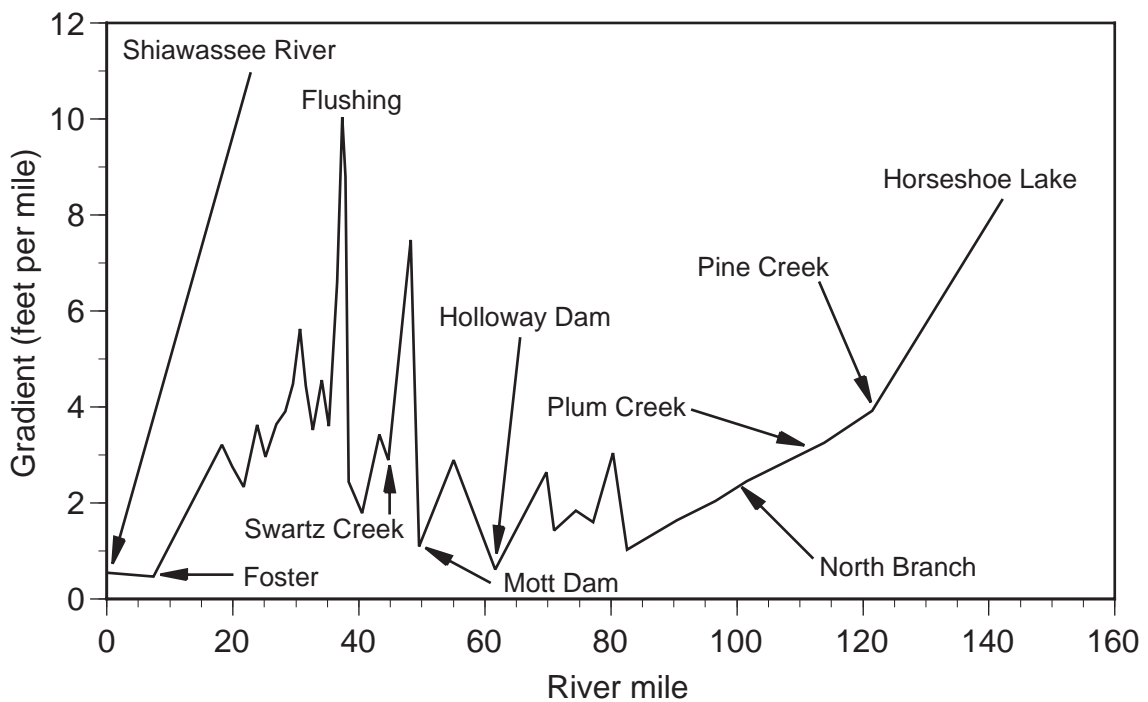 12
Shiawassee River
Flushing
10
Horseshoe Lake
8
Pine Creek
Holloway Dam
6
Plum Creek
4
Gradient (feet per mile)
2
Swartz Creek
Foster
Mott Dam
North Branch
0
0 20 40 60 80 100 120 140 160
River mile